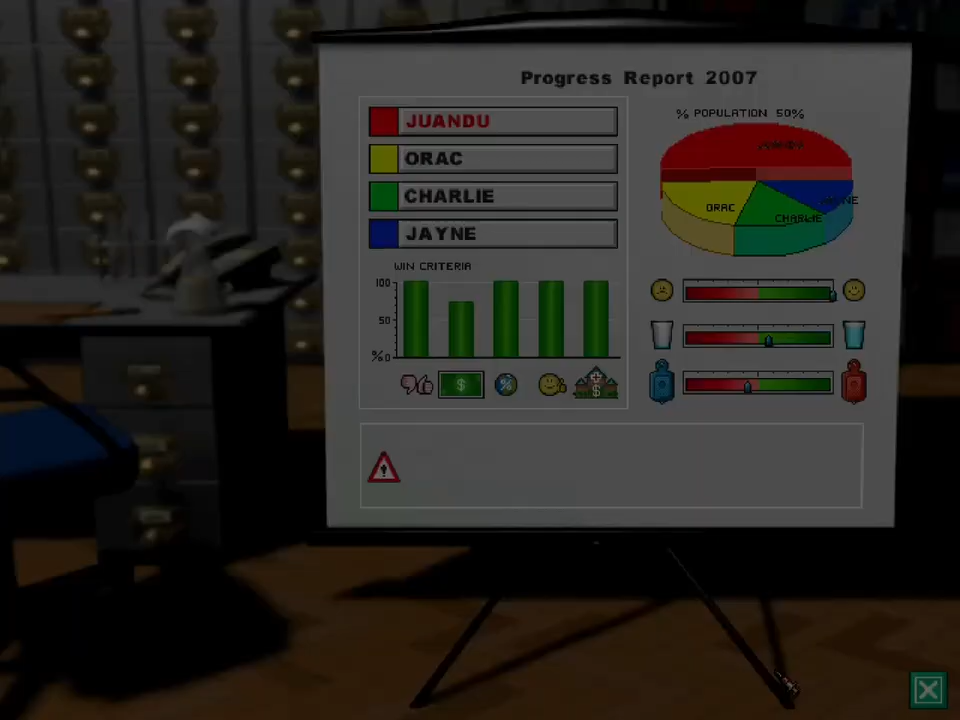 Progress Report 2007
JUANDU
ORAC
CHARLIE
JAYNE
% POPULATION 50%
JUANDU
ORAC
CHARLIE
JAYNE
WIN CRITERIA
100
50
%0
$
%
$